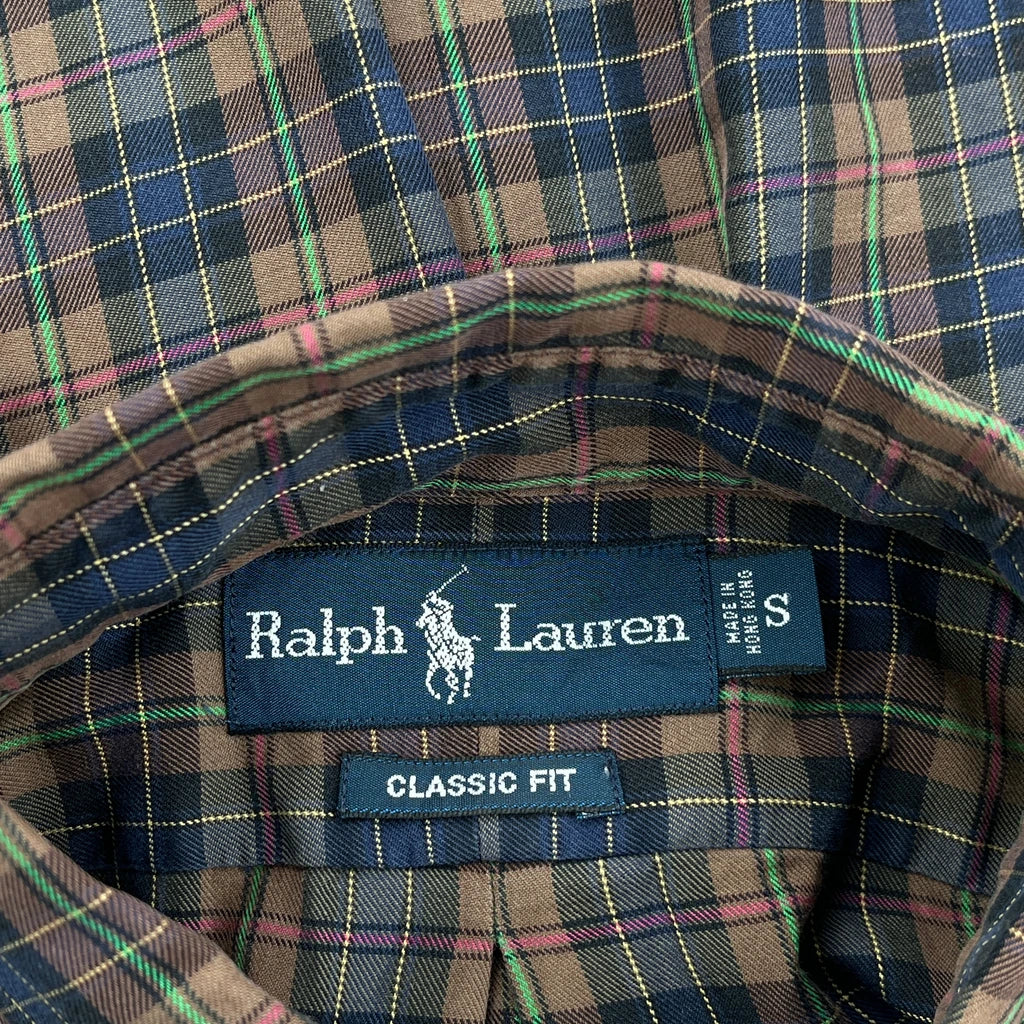 Ralph Lauren
MADE IN
HONG KONG
S
CLASSIC FIT